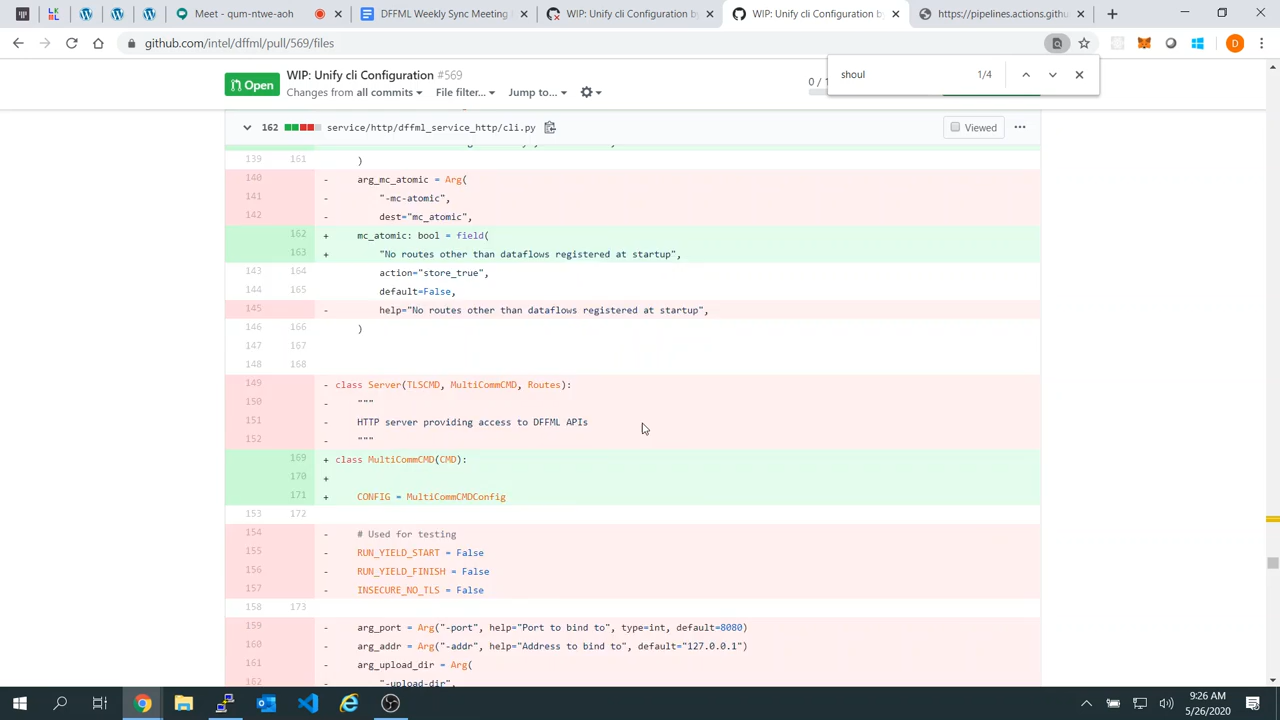 Meet - qum-ntwe-aoh
DFFML Weekly Sync Meeting
WIP: Unify cli Configuration by
WIP: Unify cli Configuration by
https://pipelines.actions.githu
github.com/intel/dffml/pull/569/files
D
shoul
1/4
Open
WIP: Unify cli Configuration #569
Changes from all commits
File filter...
Jump to...
0 / 1
162
service/http/dffml_service_http/cli.py
Viewed
139 161 )
140 - arg_mc_atomic = Arg(
141 - "-mc-atomic",
142 - dest="mc_atomic",
162 + mc_atomic: bool = field(
163 + "No routes other than dataflows registered at startup",
143 164 action="store_true",
144 165 default=False,
145 - help="No routes other than dataflows registered at startup",
146 166 )
147 167
148 168
149 - class Server(TLSCMD, MultiCommCMD, Routes):
150 - """
151 - HTTP server providing access to DFFML APIs
152 - """
169 + class MultiCommCMD(CMD):
170 +
171 + CONFIG = MultiCommCMDConfig
153 172
154 - # Used for testing
155 - RUN_YIELD_START = False
156 - RUN_YIELD_FINISH = False
157 - INSECURE_NO_TLS = False
158 173
159 - arg_port = Arg("-port", help="Port to bind to", type=int, default=8080)
160 - arg_addr = Arg("-addr", help="Address to bind to", default="127.0.0.1")
161 - arg_upload_dir = Arg(
162 - "-upload-dir",
9:26 AM
5/26/2020